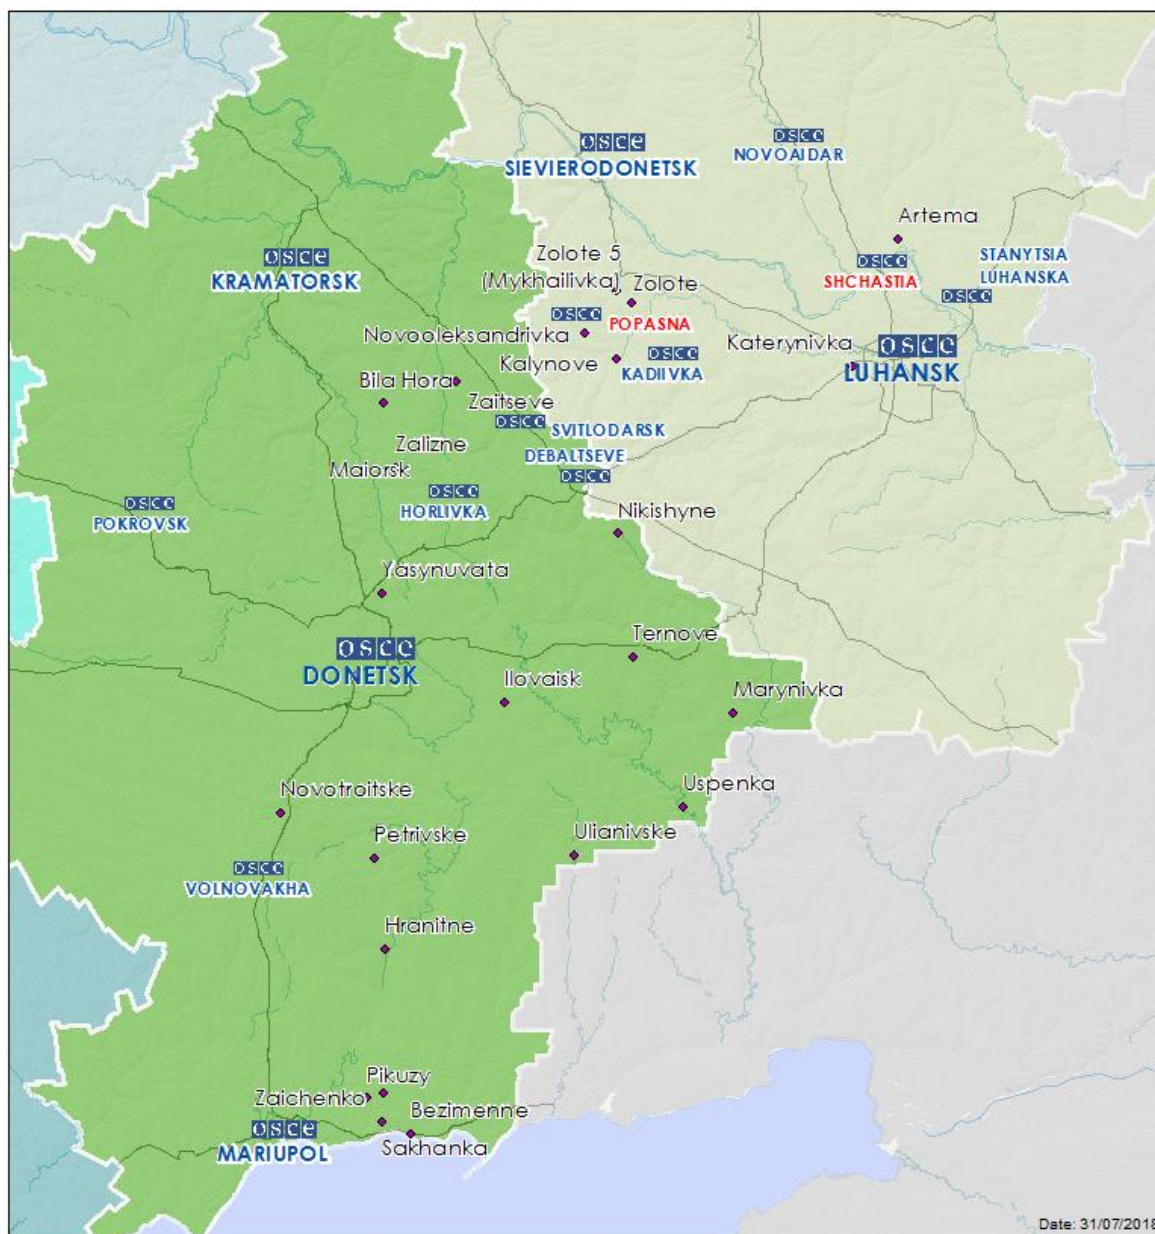 osce
SIEVIERODONETSK
osce
NOVOAIDAR
Artema
osce
KRAMATORSK
Zolote 5
(Mykhailivka)
Zolote
osce
SHCHASTIA
STANYTSIA
LUHANSKA
osce
osce
POPASNA
Novooleksandrivka
Kalynove
osce
KADIIVKA
Katerynivka
osce
LUHANSK
Bila Hora
Zaitseve
osce
SVITLODARSK
DEBALTSEVE
osce
Zalizne
Maiorsk
osce
HORLIVKA
osce
POKROVSK
Nikishyne
Yasynuvata
Ternove
osce
DONETSK
Ilovaisk
Marynivka
Uspenka
Novotroitske
Petrivske
Ulianivske
osce
VOLNOVAKHA
Hranitne
Pikuzy
Zaichenko
Bezimenne
osce
MARIUPOL
Sakhanka
Date: 31/07/2018